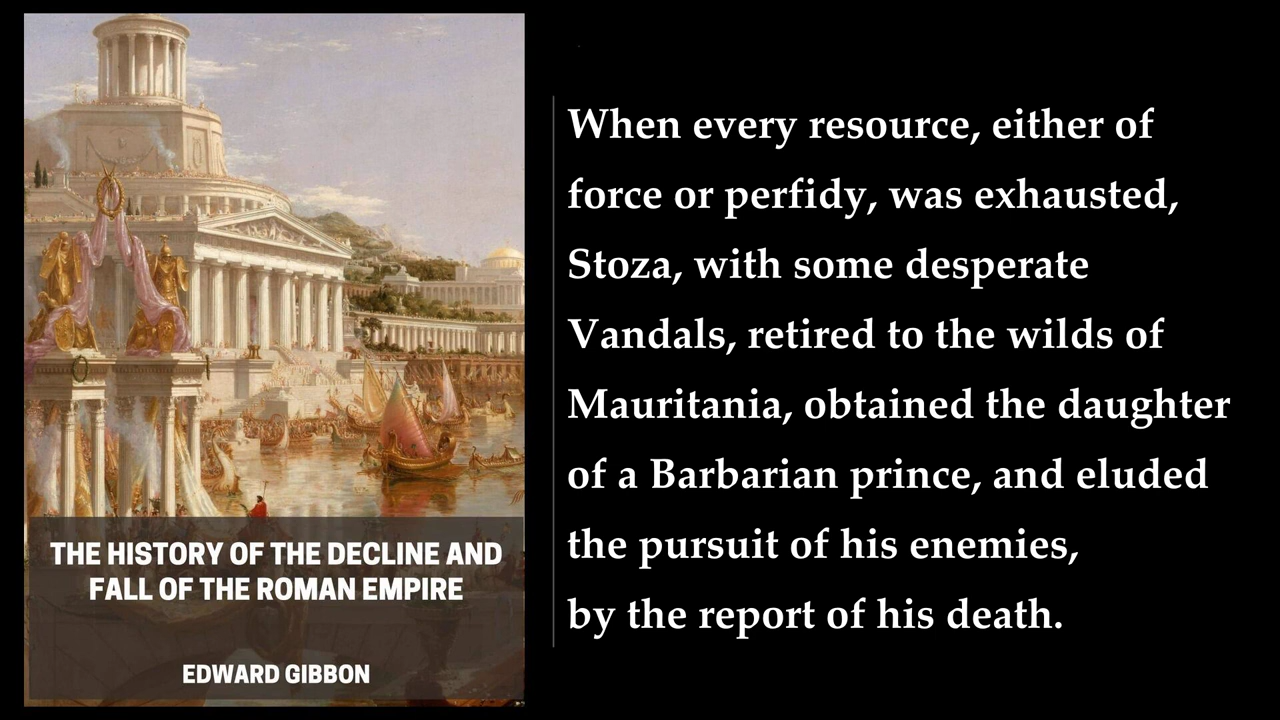 THE HISTORY OF THE DECLINE AND
FALL OF THE ROMAN EMPIRE
EDWARD GIBBON
When every resource, either of
force or perfidy, was exhausted,
Stoza, with some desperate
Vandals, retired to the wilds of
Mauritania, obtained the daughter
of a Barbarian prince, and eluded
the pursuit of his enemies,
by the report of his death.